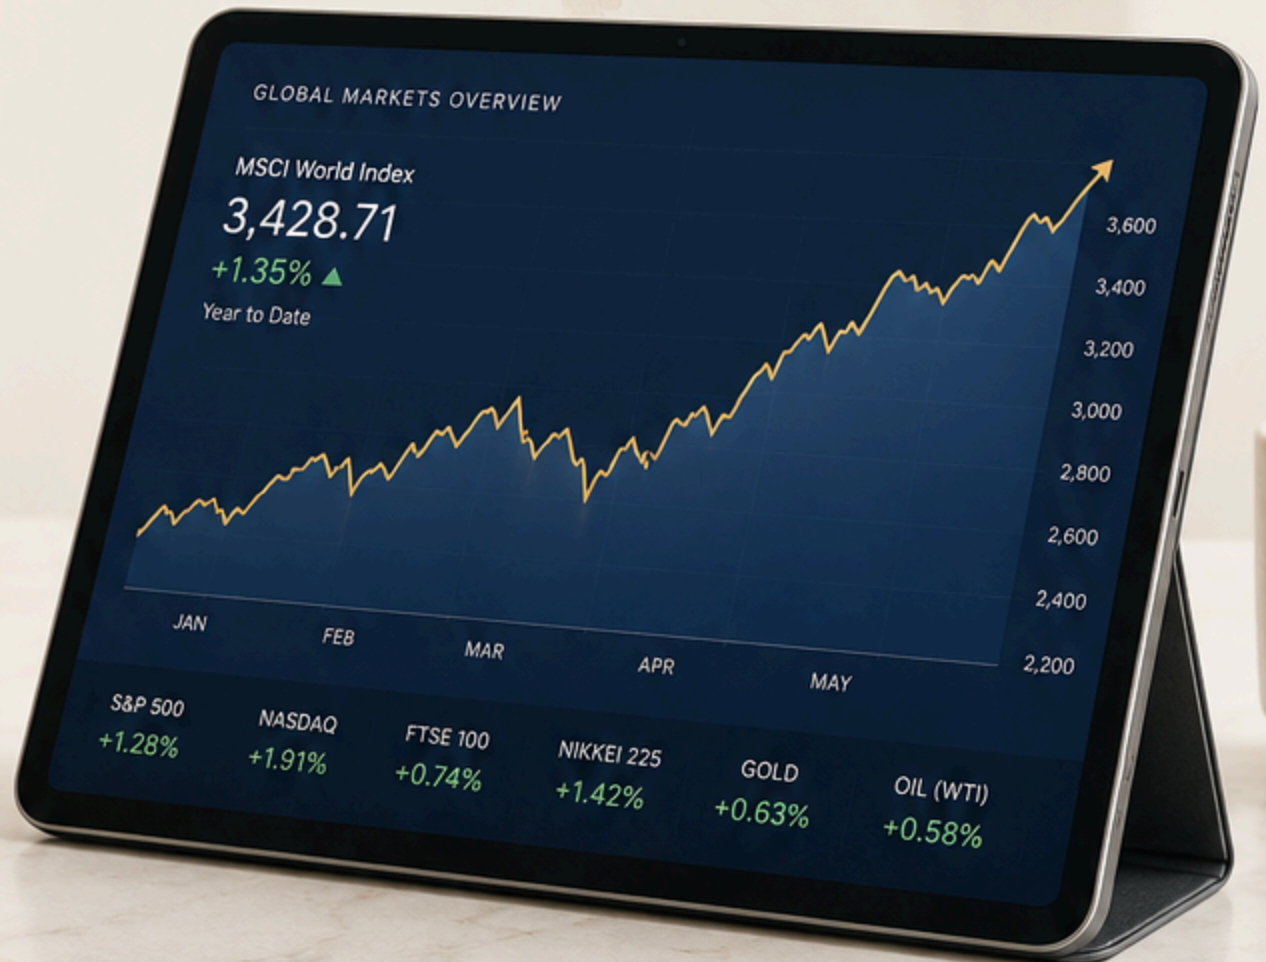 GLOBAL MARKETS OVERVIEW
MSCI World Index
3,428.71
+1.35% ▲
Year to Date
3,600
3,400
3,200
3,000
2,800
2,600
2,400
2,200
JAN FEB MAR APR MAY
S&P 500 NASDAQ FTSE 100 NIKKEI 225 GOLD OIL (WTI)
+1.28% +1.91% +0.74% +1.42% +0.63% +0.58%